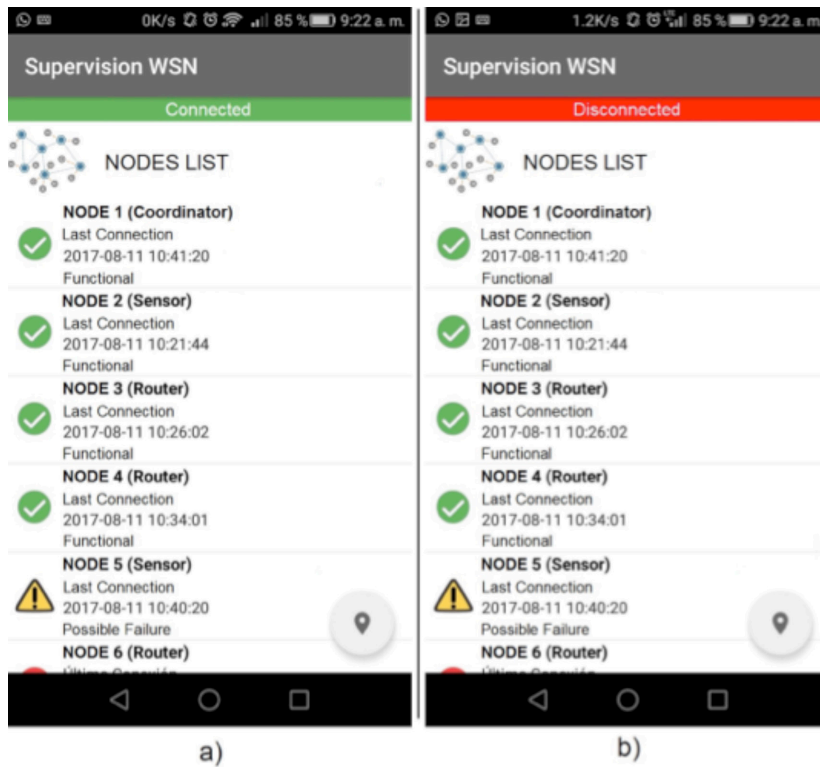 0K/s 85 % 9:22 a. m.
Supervision WSN
Connected
NODES LIST
NODE 1 (Coordinator)
Last Connection
2017-08-11 10:41:20
Functional
NODE 2 (Sensor)
Last Connection
2017-08-11 10:21:44
Functional
NODE 3 (Router)
Last Connection
2017-08-11 10:26:02
Functional
NODE 4 (Router)
Last Connection
2017-08-11 10:34:01
Functional
NODE 5 (Sensor)
Last Connection
2017-08-11 10:40:20
Possible Failure
NODE 6 (Router)
Última Conexión
a)
1.2K/s LTE 85 % 9:22 a. m
Supervision WSN
Disconnected
NODES LIST
NODE 1 (Coordinator)
Last Connection
2017-08-11 10:41:20
Functional
NODE 2 (Sensor)
Last Connection
2017-08-11 10:21:44
Functional
NODE 3 (Router)
Last Connection
2017-08-11 10:26:02
Functional
NODE 4 (Router)
Last Connection
2017-08-11 10:34:01
Functional
NODE 5 (Sensor)
Last Connection
2017-08-11 10:40:20
Possible Failure
NODE 6 (Router)
Última Conexión
b)